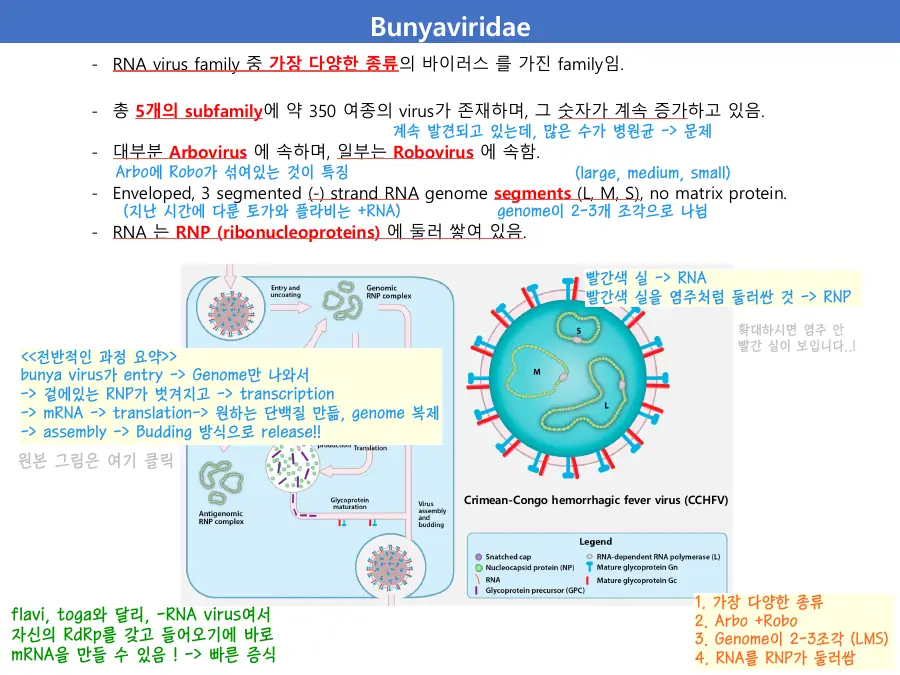 Bunyaviridae
- RNA virus family 중 가장 다양한 종류의 바이러스 를 가진 family임.
- 총 5개의 subfamily에 약 350 여종의 virus가 존재하며, 그 숫자가 계속 증가하고 있음.
계속 발견되고 있는데, 많은 수가 병원균 -> 문제
- 대부분 Arbovirus 에 속하며, 일부는 Robovirus 에 속함.
Arbo에 Robo가 섞여있는 것이 특징
(large, medium, small)
- Enveloped, 3 segmented (-) strand RNA genome segments (L, M, S), no matrix protein.
(지난 시간에 다룬 토가와 플라비는 +RNA)
genome이 2-3개 조각으로 나뉨
- RNA 는 RNP (ribonucleoproteins) 에 둘러 쌓여 있음.
Entry and
uncoating
Genomic
RNP complex
<<전반적인 과정 요약>>
bunya virus가 entry -> Genome만 나와서
-> 겉에있는 RNP가 벗겨지고 -> transcription
-> mRNA -> translation-> 원하는 단백질 만듦, genome 복제
-> assembly -> Budding 방식으로 release!!
원본 그림은 여기 클릭
production
Translation
Antigenomic
RNP complex
Glycoprotein
maturation
Virus
assembly
and
budding
빨간색 실 -> RNA
빨간색 실을 염주처럼 둘러싼 것 -> RNP
확대하시면 염주 안
빨간 실이 보입니다..!
S
M
L
Crimean-Congo hemorrhagic fever virus (CCHFV)
Legend
Snatched cap
Nucleocapsid protein (NP)
RNA
Glycoprotein precursor (GPC)
RNA-dependent RNA polymerase (L)
Mature glycoprotein Gn
Mature glycoprotein Gc
flavi, toga와 달리, -RNA virus여서
자신의 RdRp를 갖고 들어오기에 바로
mRNA을 만들 수 있음 ! -> 빠른 증식
1. 가장 다양한 종류
2. Arbo +Robo
3. Genome이 2-3조각 (LMS)
4. RNA를 RNP가 둘러쌈